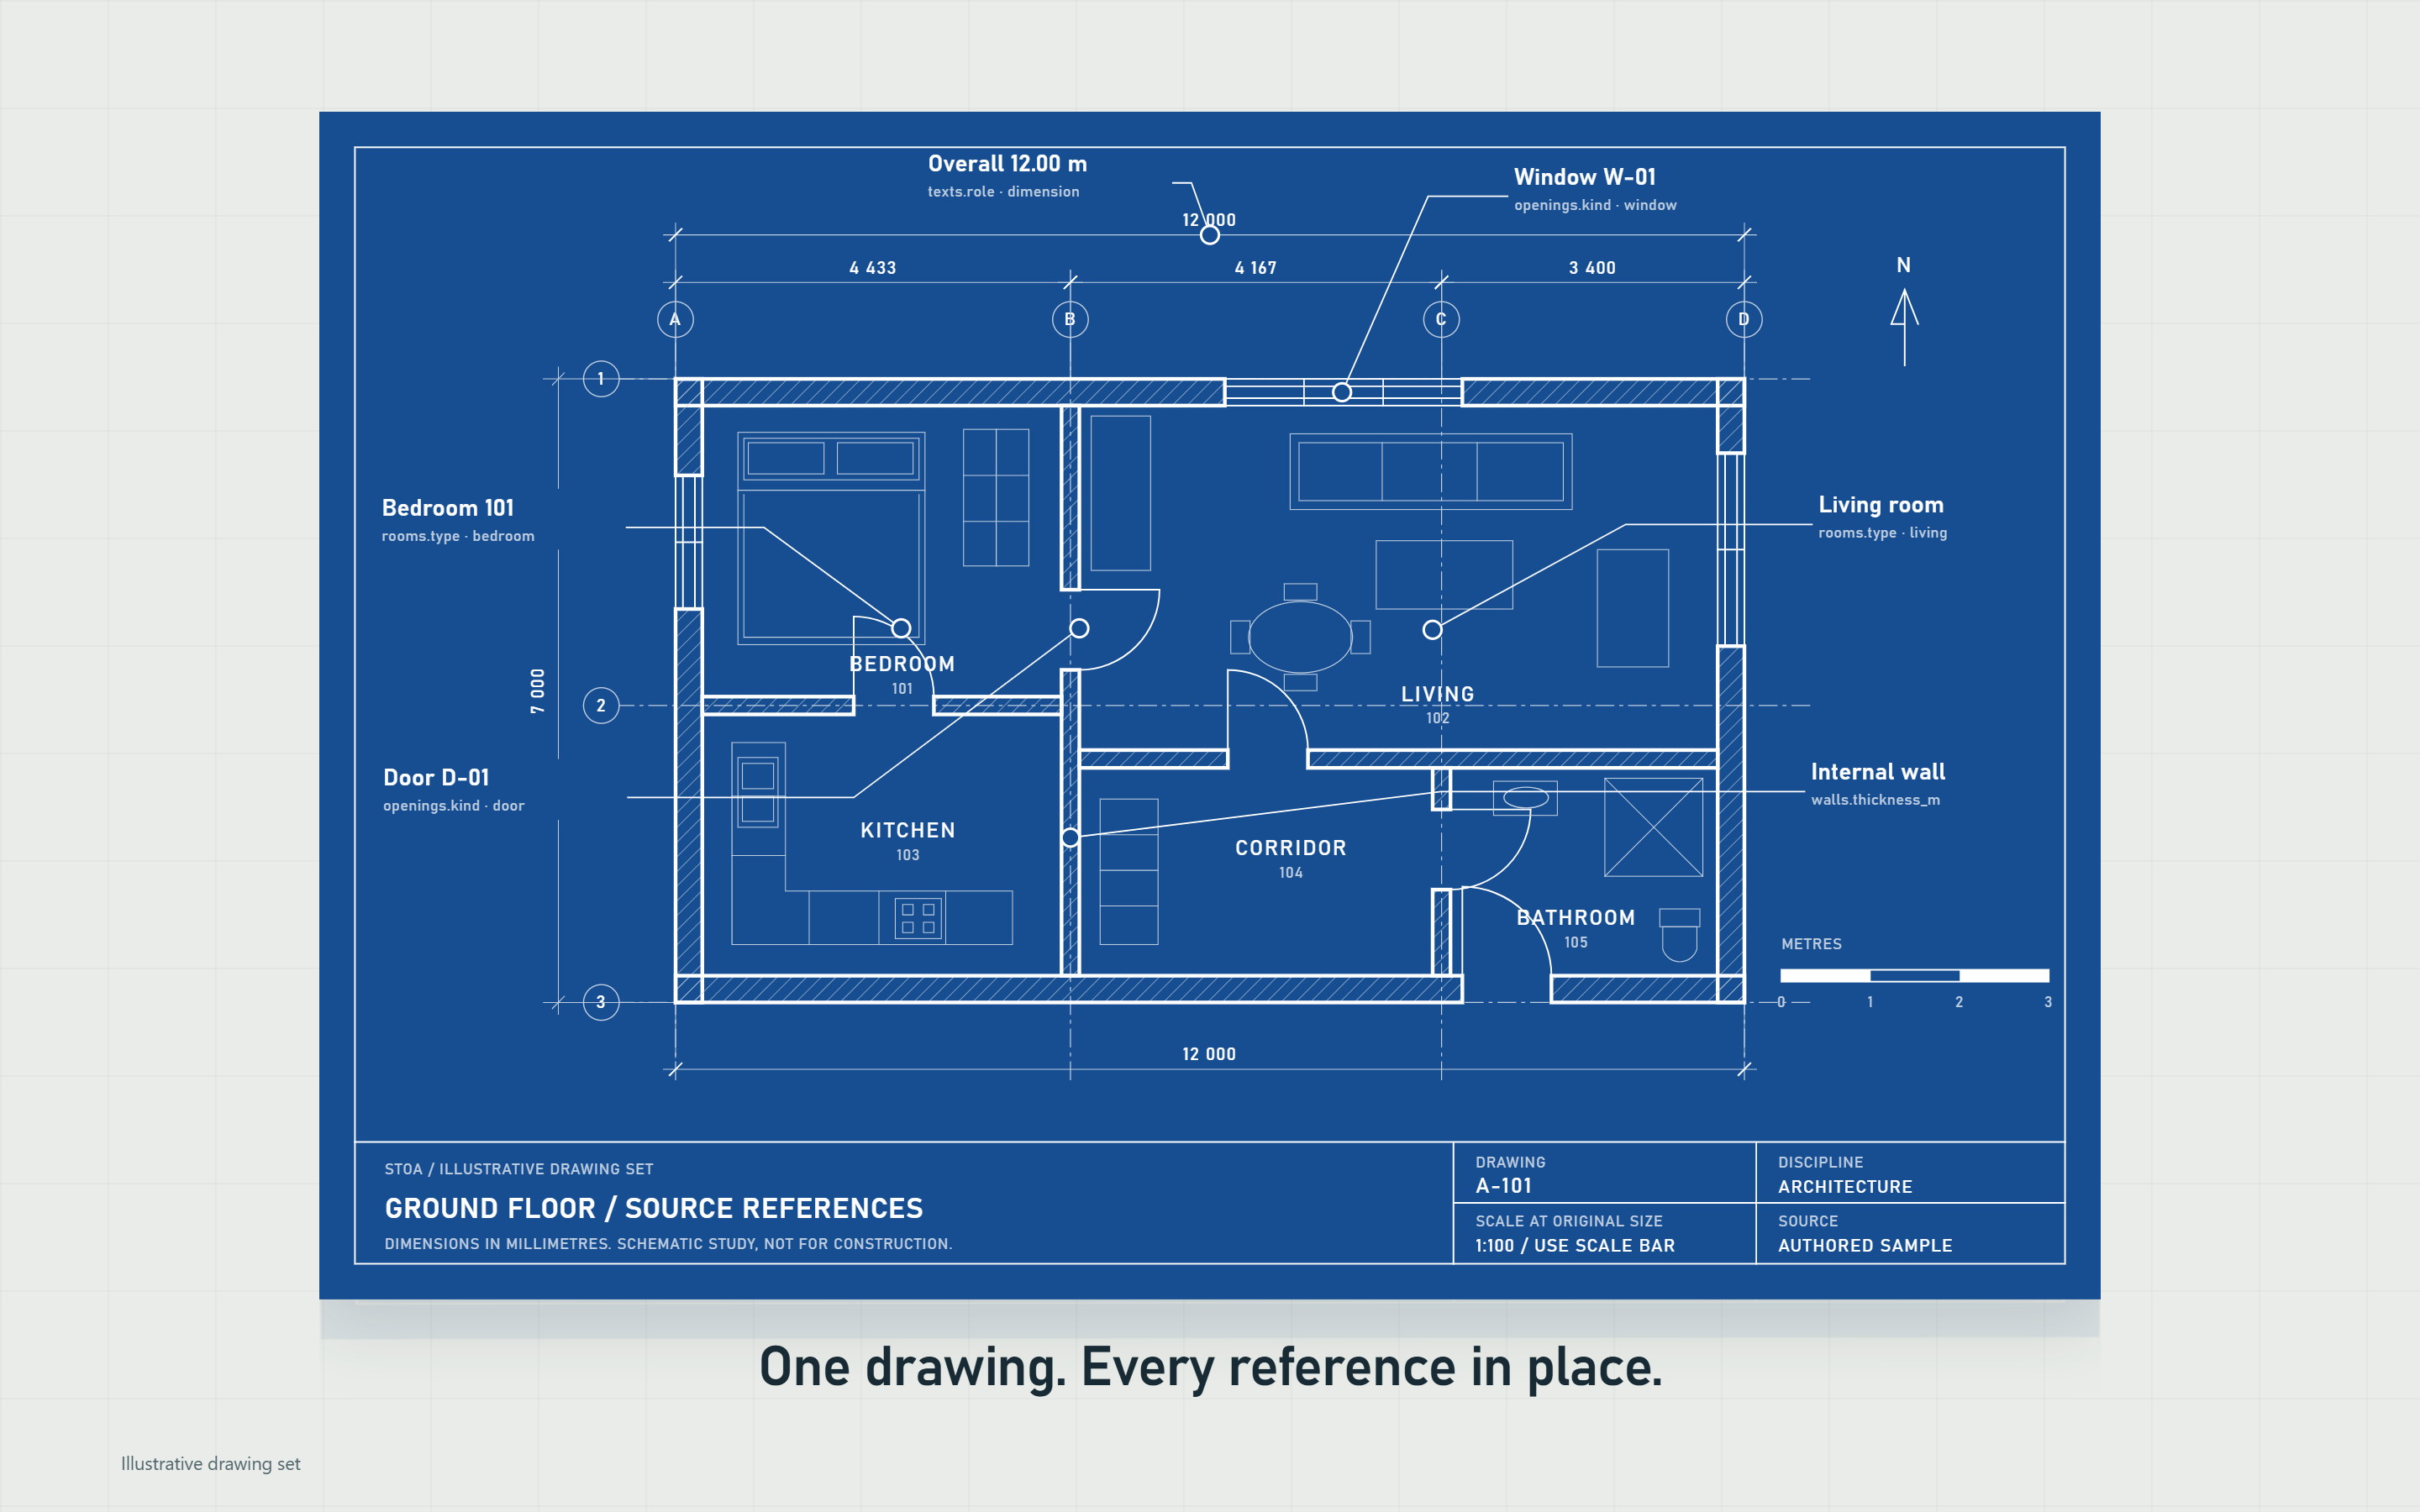 Overall 12.00 m
texts.role · dimension
Window W-01
openings.kind · window
12 000
4 433
4 167
3 400
N
A
B
C
D
1
Bedroom 101
rooms.type · bedroom
Living room
rooms.type · living
BEDROOM
101
7 000
2
LIVING
102
Door D-01
openings.kind · door
Internal wall
walls.thickness_m
KITCHEN
103
CORRIDOR
104
BATHROOM
105
METRES
0 1 2 3
3
12 000
STOA / ILLUSTRATIVE DRAWING SET
GROUND FLOOR / SOURCE REFERENCES
DIMENSIONS IN MILLIMETRES. SCHEMATIC STUDY, NOT FOR CONSTRUCTION.
DRAWING
A-101
DISCIPLINE
ARCHITECTURE
SCALE AT ORIGINAL SIZE
1:100 / USE SCALE BAR
SOURCE
AUTHORED SAMPLE
One drawing. Every reference in place.
Illustrative drawing set